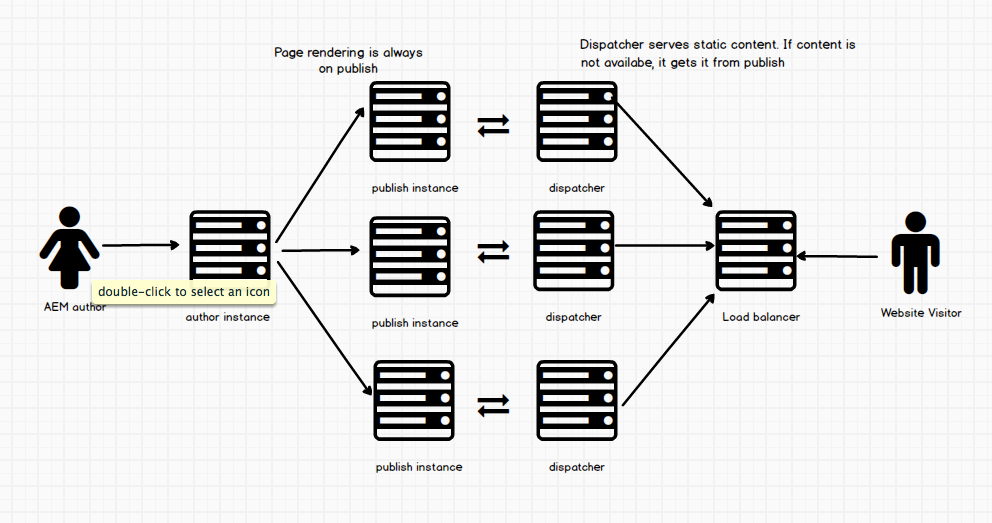 Page rendering is always
on publish
Dispatcher serves static content. If content is
not availabe, it gets it from publish
publish instance
dispatcher
double-click to select an icon
AEM author
author instance
publish instance
dispatcher
Load balancer
Website Visitor
publish instance
dispatcher